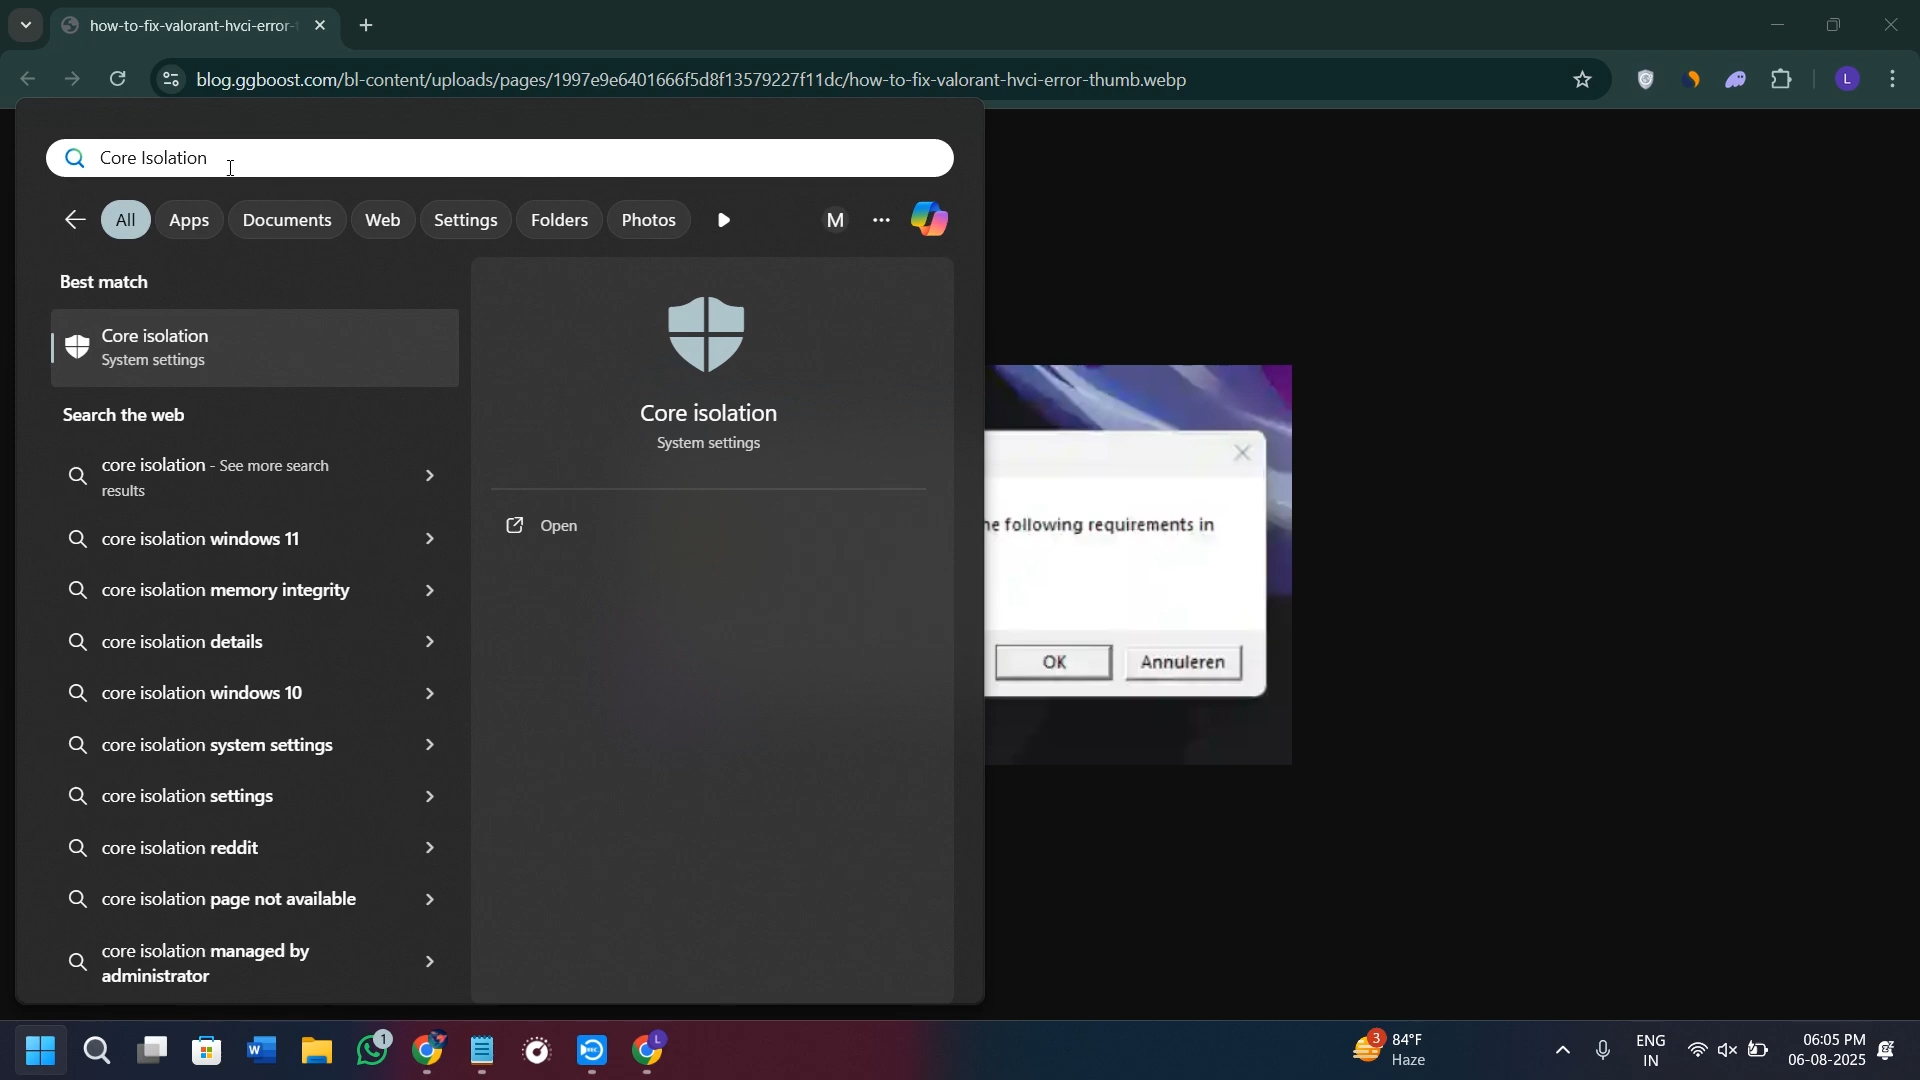 how-to-fix-valorant-hvci-error-
blog.ggboost.com/bl-content/uploads/pages/1997e9e6401666f5d8f13579227f11dc/how-to-fix-valorant-hvci-error-thumb.webp
L
Core Isolation
All
Apps
Documents
Web
Settings
Folders
Photos
M
Best match
Core isolation
System settings
Search the web
core isolation - See more search
results
core isolation windows 11
core isolation memory integrity
core isolation details
core isolation windows 10
core isolation system settings
core isolation settings
core isolation reddit
core isolation page not available
core isolation managed by
administrator
Core isolation
System settings
Open
he following requirements in
OK
Annuleren
W
1
REC
L
3
84°F
Haze
ENG
IN
06:05 PM
06-08-2025